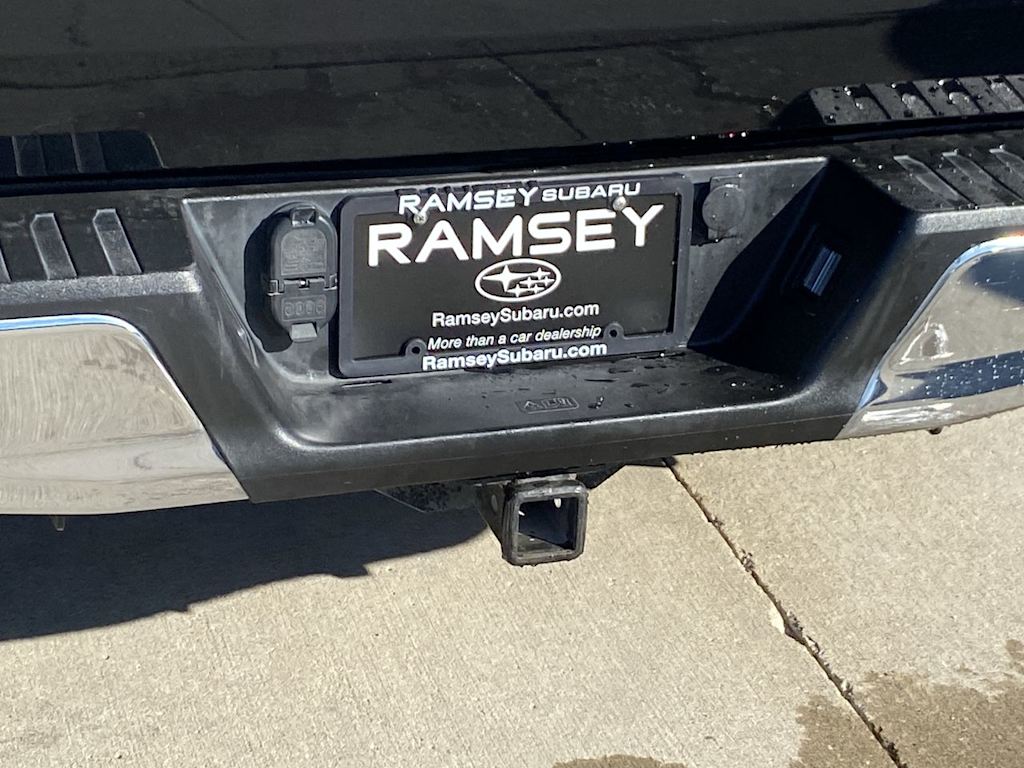 RAMSEY SUBARU
RAMSEY
RamseySubaru.com
More than a car dealership
RamseySubaru.com